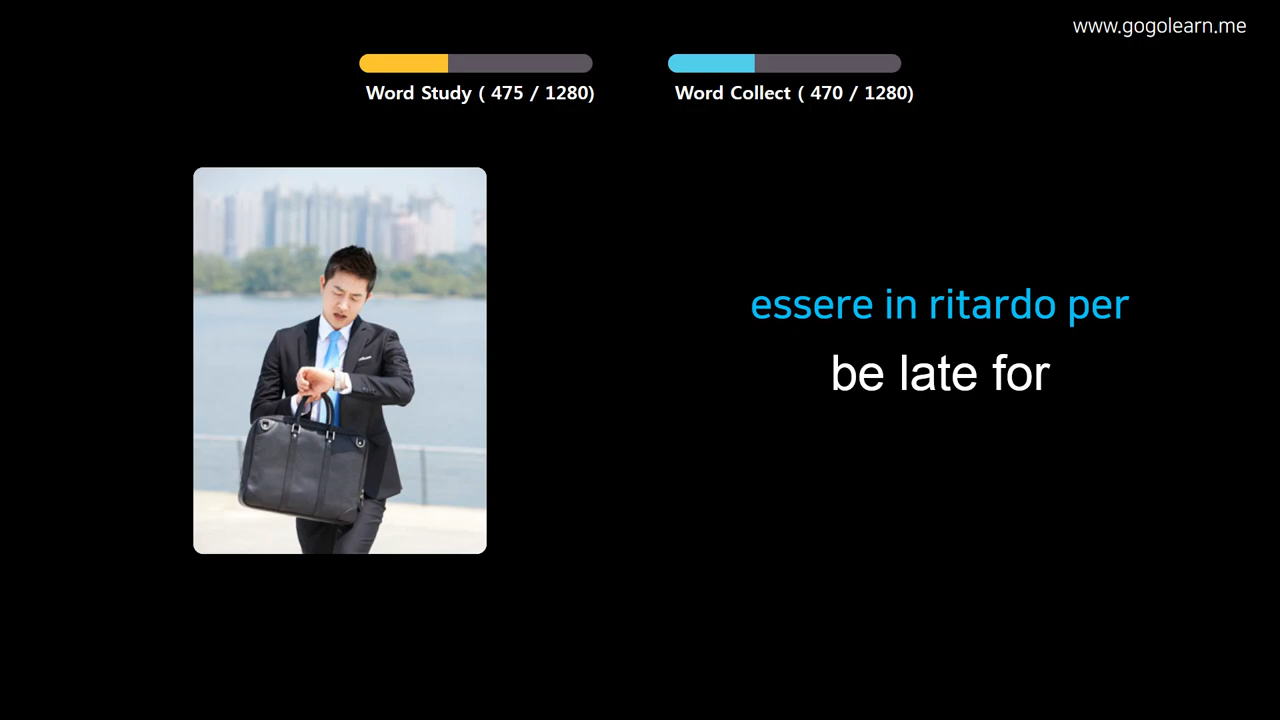 www.gogolearn.me
Word Study ( 475 / 1280)
Word Collect ( 470 / 1280)
essere in ritardo per
be late for